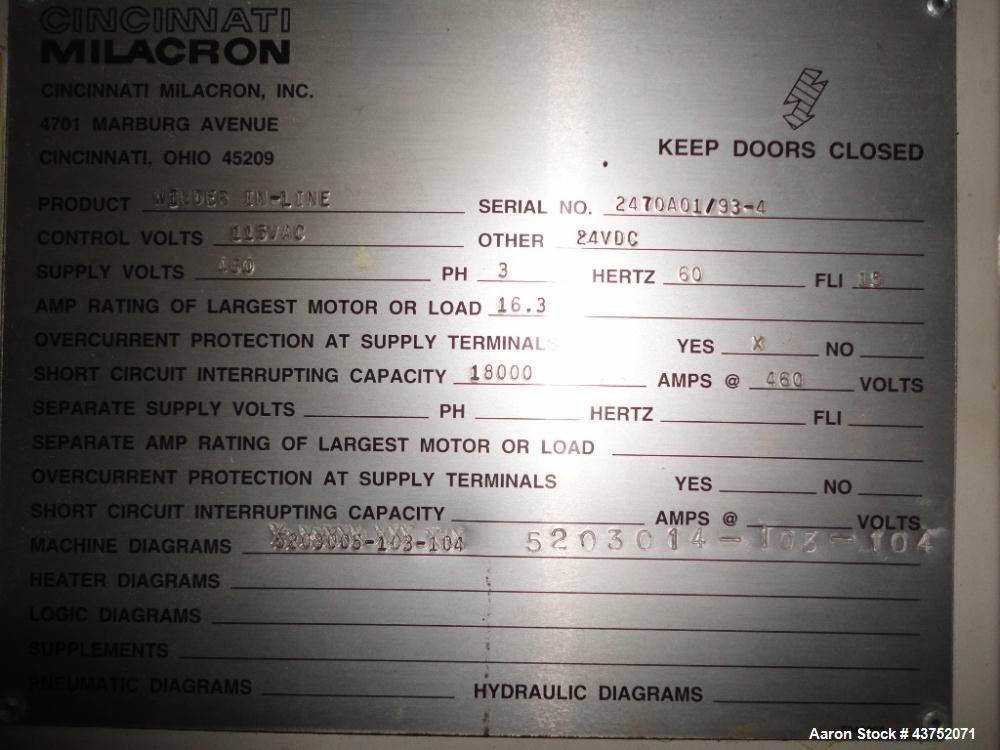 CINCINNATI
MILACRON
CINCINNATI MILACRON, INC.
4701 MARBURG AVENUE
CINCINNATI, OHIO 45209
KEEP DOORS CLOSED
PRODUCT WINDER IN-LINE SERIAL NO. 2470A01/93-4
CONTROL VOLTS 115VAC OTHER 24VDC
SUPPLY VOLTS 460 PH 3 HERTZ 60 FLI 18
AMP RATING OF LARGEST MOTOR OR LOAD 16.3
OVERCURRENT PROTECTION AT SUPPLY TERMINALS YES X NO
SHORT CIRCUIT INTERRUPTING CAPACITY 18000 AMPS @ 460 VOLTS
SEPARATE SUPPLY VOLTS PH HERTZ FLI
SEPARATE AMP RATING OF LARGEST MOTOR OR LOAD
OVERCURRENT PROTECTION AT SUPPLY TERMINALS YES NO
SHORT CIRCUIT INTERRUPTING CAPACITY AMPS @ VOLTS
MACHINE DIAGRAMS 5203014-103-104
HEATER DIAGRAMS
LOGIC DIAGRAMS
SUPPLEMENTS
PNEUMATIC DIAGRAMS HYDRAULIC DIAGRAMS
Aaron Stock # 43752071